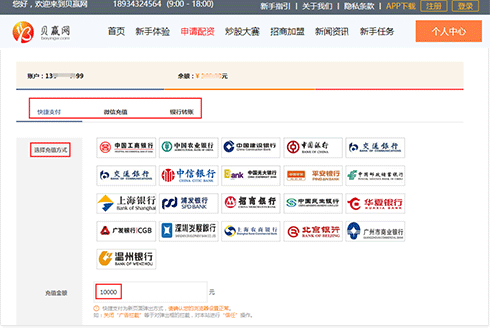 您好，欢迎来到贝赢网 18934324564 (9:00 - 18:00) 新手指引 | 关于我们 | 隐私条款 | APP下载 注册 登录
贝赢网 首页 新手体验 申请配资 炒股大赛 招商加盟 新闻资讯 新手任务 个人中心
账户：13 99 余额：¥ 元
快捷支付 微信充值 银行转账
选择充值方式
中国工商银行 中国农业银行 中国建设银行 中国银行 交通银行
交通银行 中信银行 中国光大银行 平安银行 中国邮政储蓄银行
上海银行 Bank of Shanghai 浦发银行 SPD BANK 招商银行 中国民生银行 华夏银行
广发银行|CGB 深圳发展银行 上海农商银行 北京银行 BANK OF BEIJING 广州市商业银行
温州银行 BANK OF WENZHOU
充值金额 10000 元